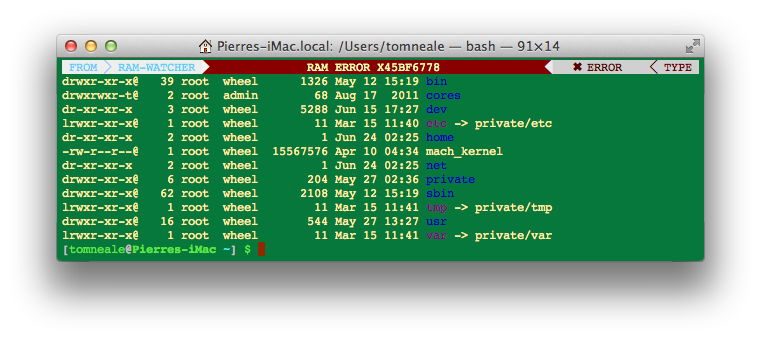 Pierres-iMac.local: /Users/tomneale — bash — 91×14
FROM RAM-WATCHER RAM ERROR X45BF6778 ✖ ERROR TYPE
drwxr-xr-x@ 39 root wheel 1326 May 12 15:19 bin
drwxrwxr-t@ 2 root admin 68 Aug 17 2011 cores
dr-xr-xr-x 3 root wheel 5288 Jun 15 17:27 dev
lrwxr-xr-x@ 1 root wheel 11 Mar 15 11:40 etc -> private/etc
dr-xr-xr-x 2 root wheel 1 Jun 24 02:25 home
-rw-r--r--@ 1 root wheel 15567576 Apr 10 04:34 mach_kernel
dr-xr-xr-x 2 root wheel 1 Jun 24 02:25 net
drwxr-xr-x@ 6 root wheel 204 May 27 02:36 private
drwxr-xr-x@ 62 root wheel 2108 May 12 15:19 sbin
lrwxr-xr-x@ 1 root wheel 11 Mar 15 11:41 tmp -> private/tmp
drwxr-xr-x@ 16 root wheel 544 May 27 13:27 usr
lrwxr-xr-x@ 1 root wheel 11 Mar 15 11:41 var -> private/var
[tomneale@Pierres-iMac ~] $